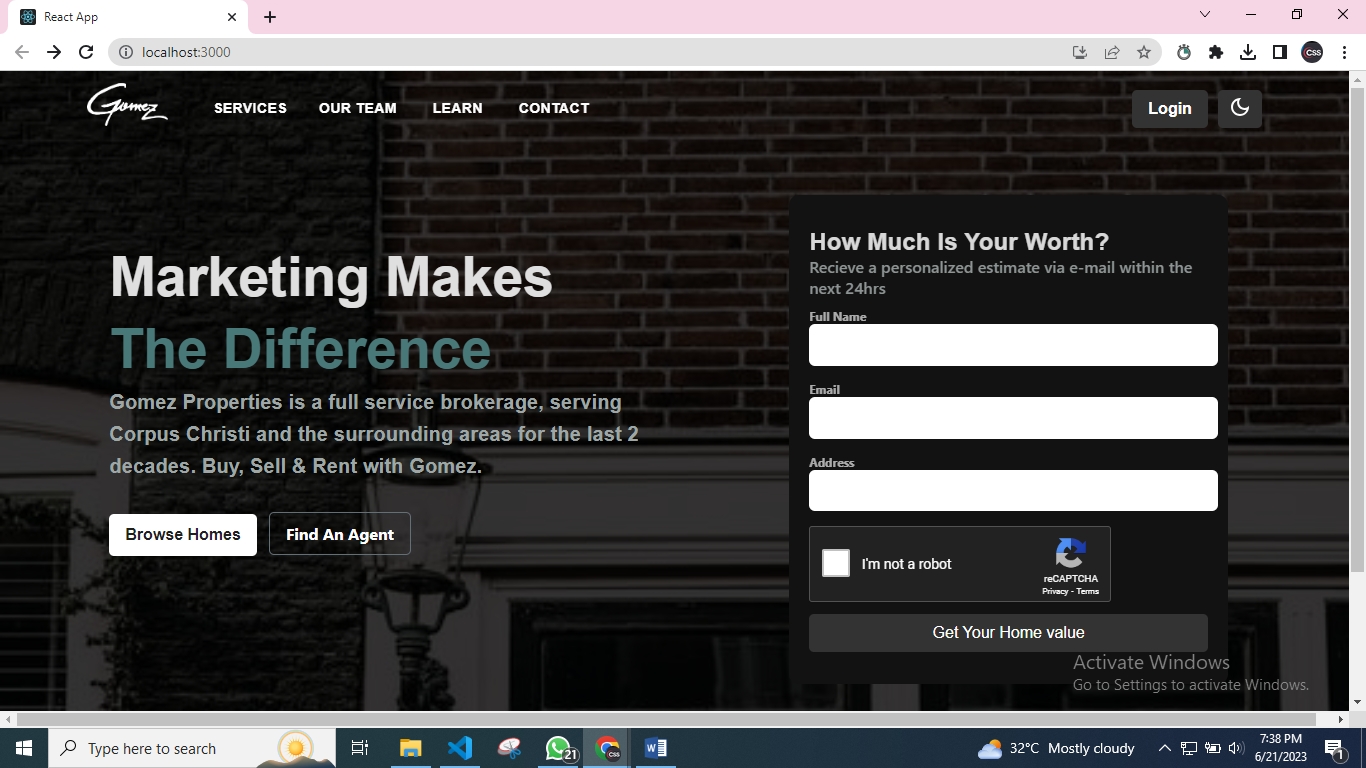 React App
localhost:3000
CSS
Gomez
SERVICES
OUR TEAM
LEARN
CONTACT
Login
Marketing Makes
The Difference
Gomez Properties is a full service brokerage, serving
Corpus Christi and the surrounding areas for the last 2
decades. Buy, Sell & Rent with Gomez.
Browse Homes
Find An Agent
How Much Is Your Worth?
Recieve a personalized estimate via e-mail within the
next 24hrs
Full Name
Email
Address
I'm not a robot
reCAPTCHA
Privacy - Terms
Get Your Home value
Activate Windows
Go to Settings to activate Windows.
Type here to search
21
CSS
W
32°C Mostly cloudy
7:38 PM
6/21/2023
1